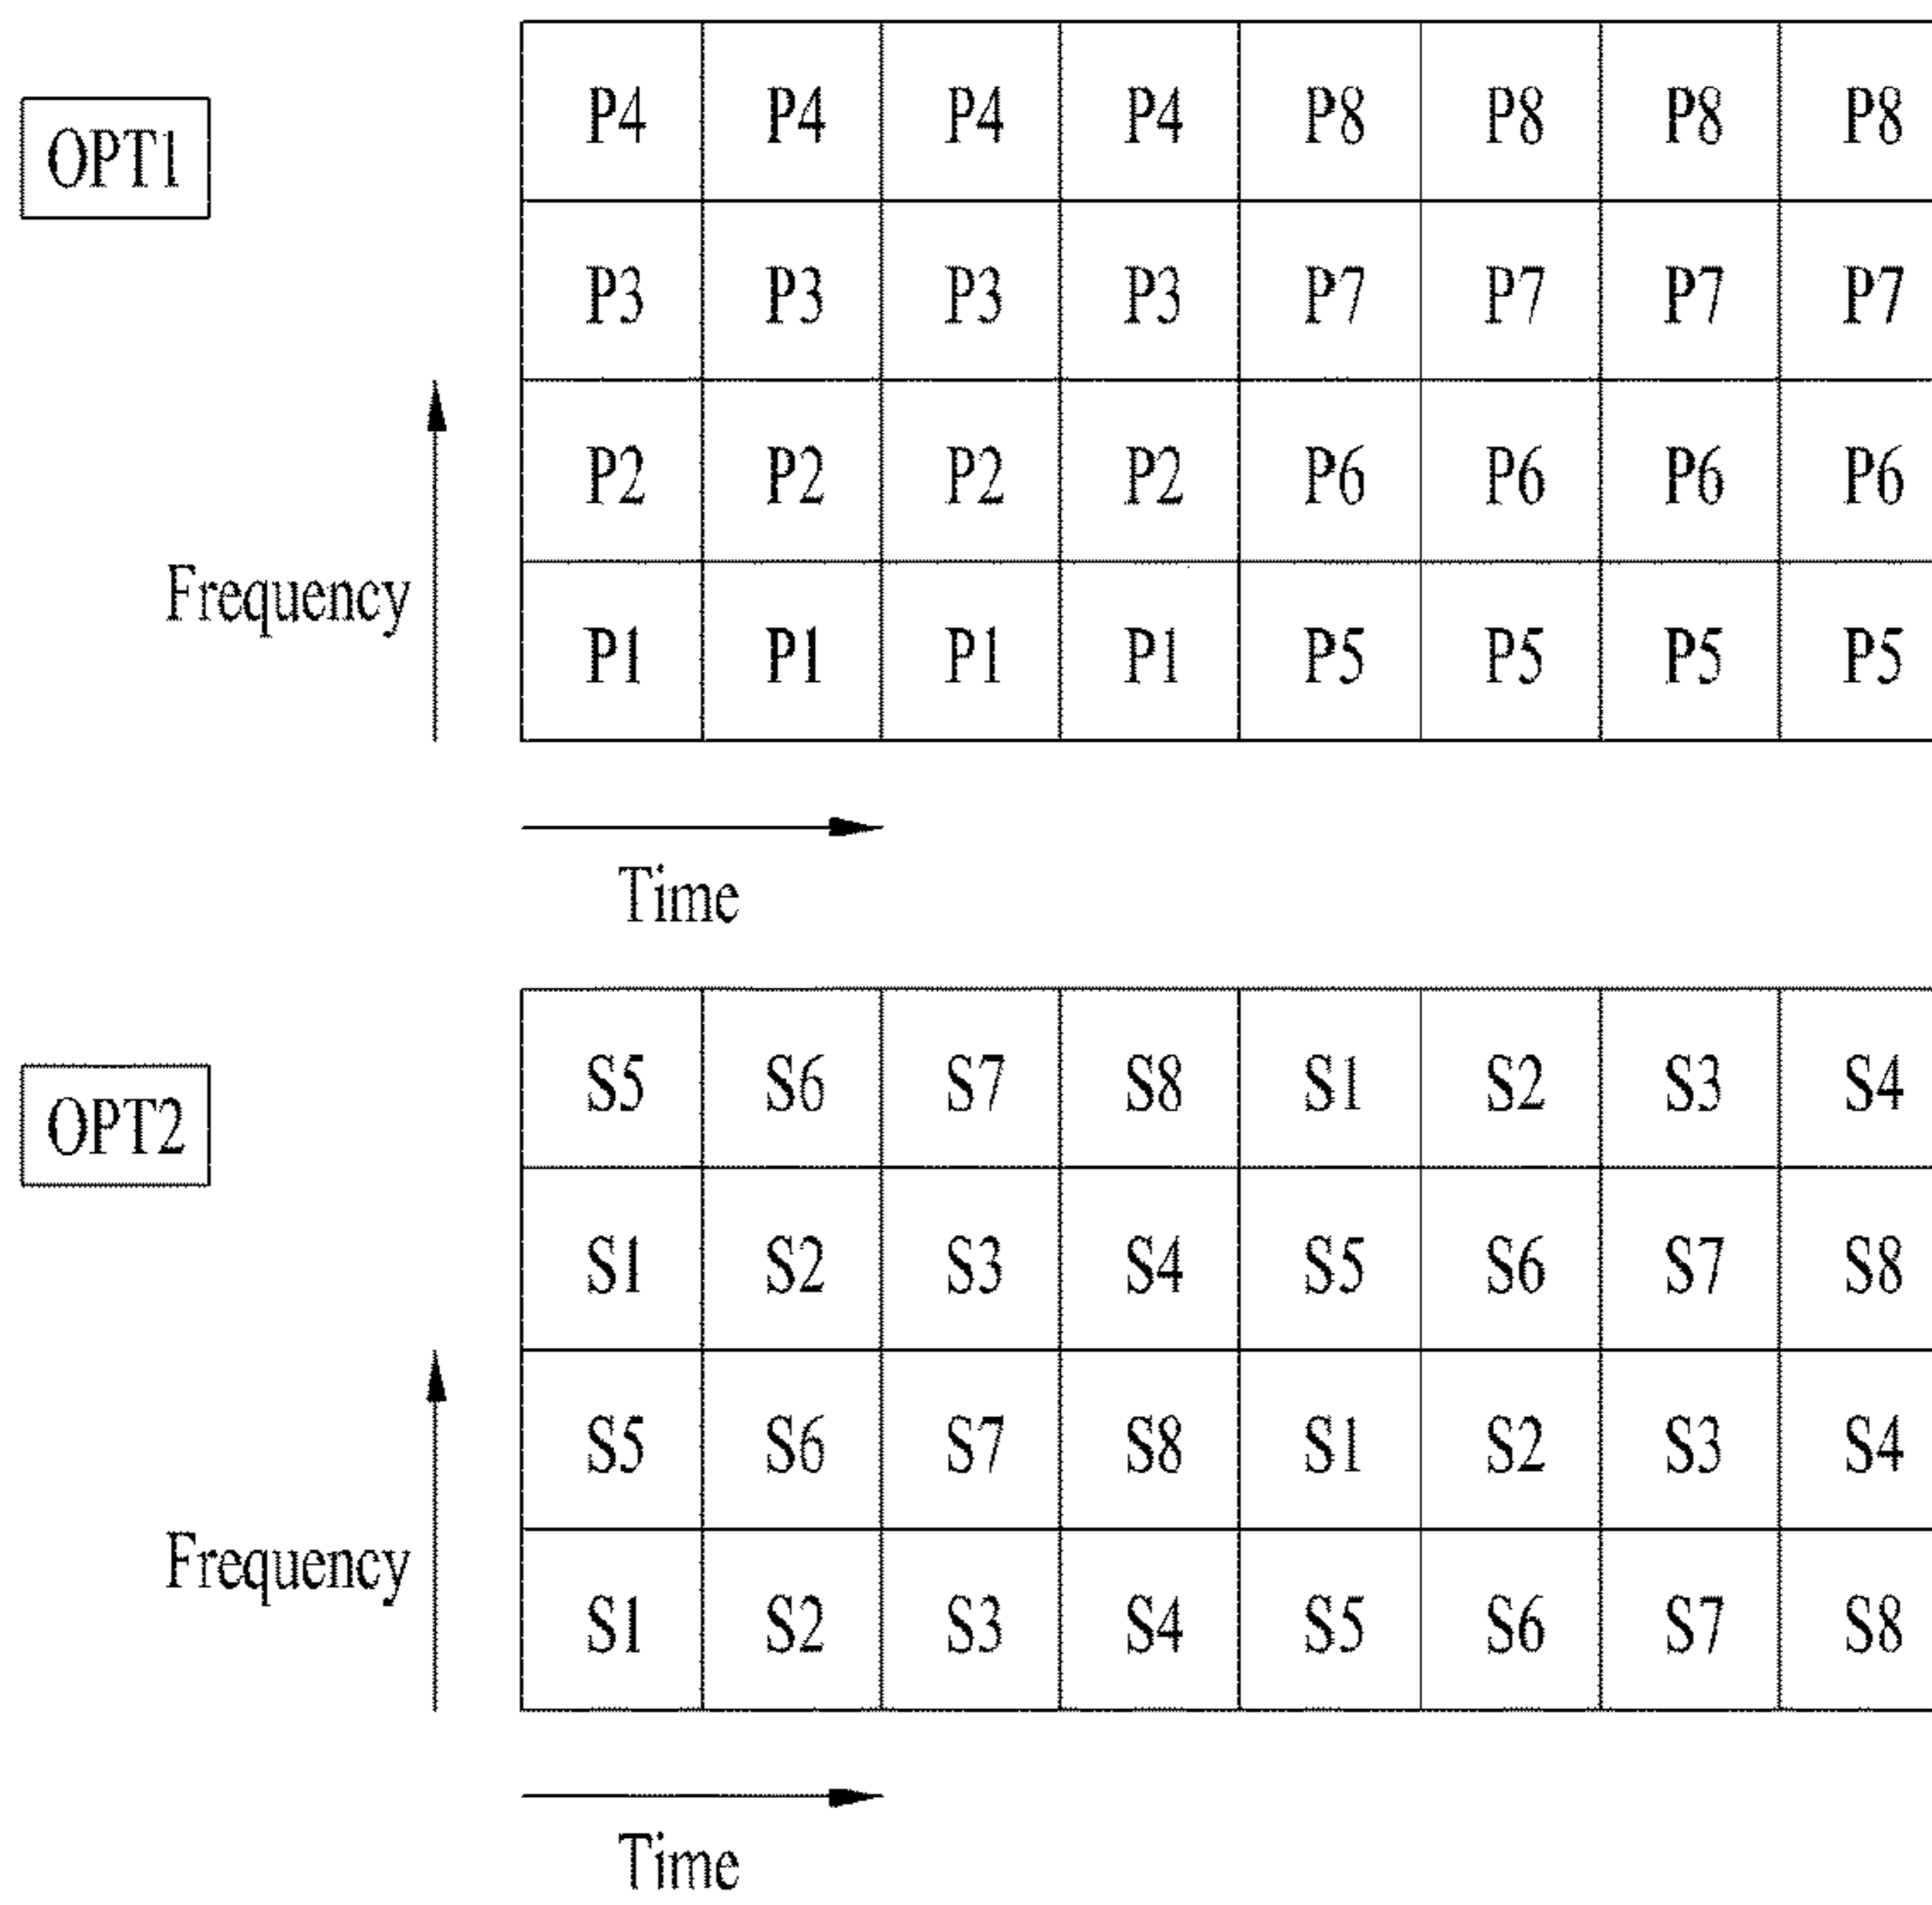 OPT1
P4 P4 P4 P4 P8 P8 P8 P8
P3 P3 P3 P3 P7 P7 P7 P7
P2 P2 P2 P2 P6 P6 P6 P6
Frequency
P1 P1 P1 P1 P5 P5 P5 P5
Time
OPT2
S5 S6 S7 S8 S1 S2 S3 S4
S1 S2 S3 S4 S5 S6 S7 S8
S5 S6 S7 S8 S1 S2 S3 S4
Frequency
S1 S2 S3 S4 S5 S6 S7 S8
Time